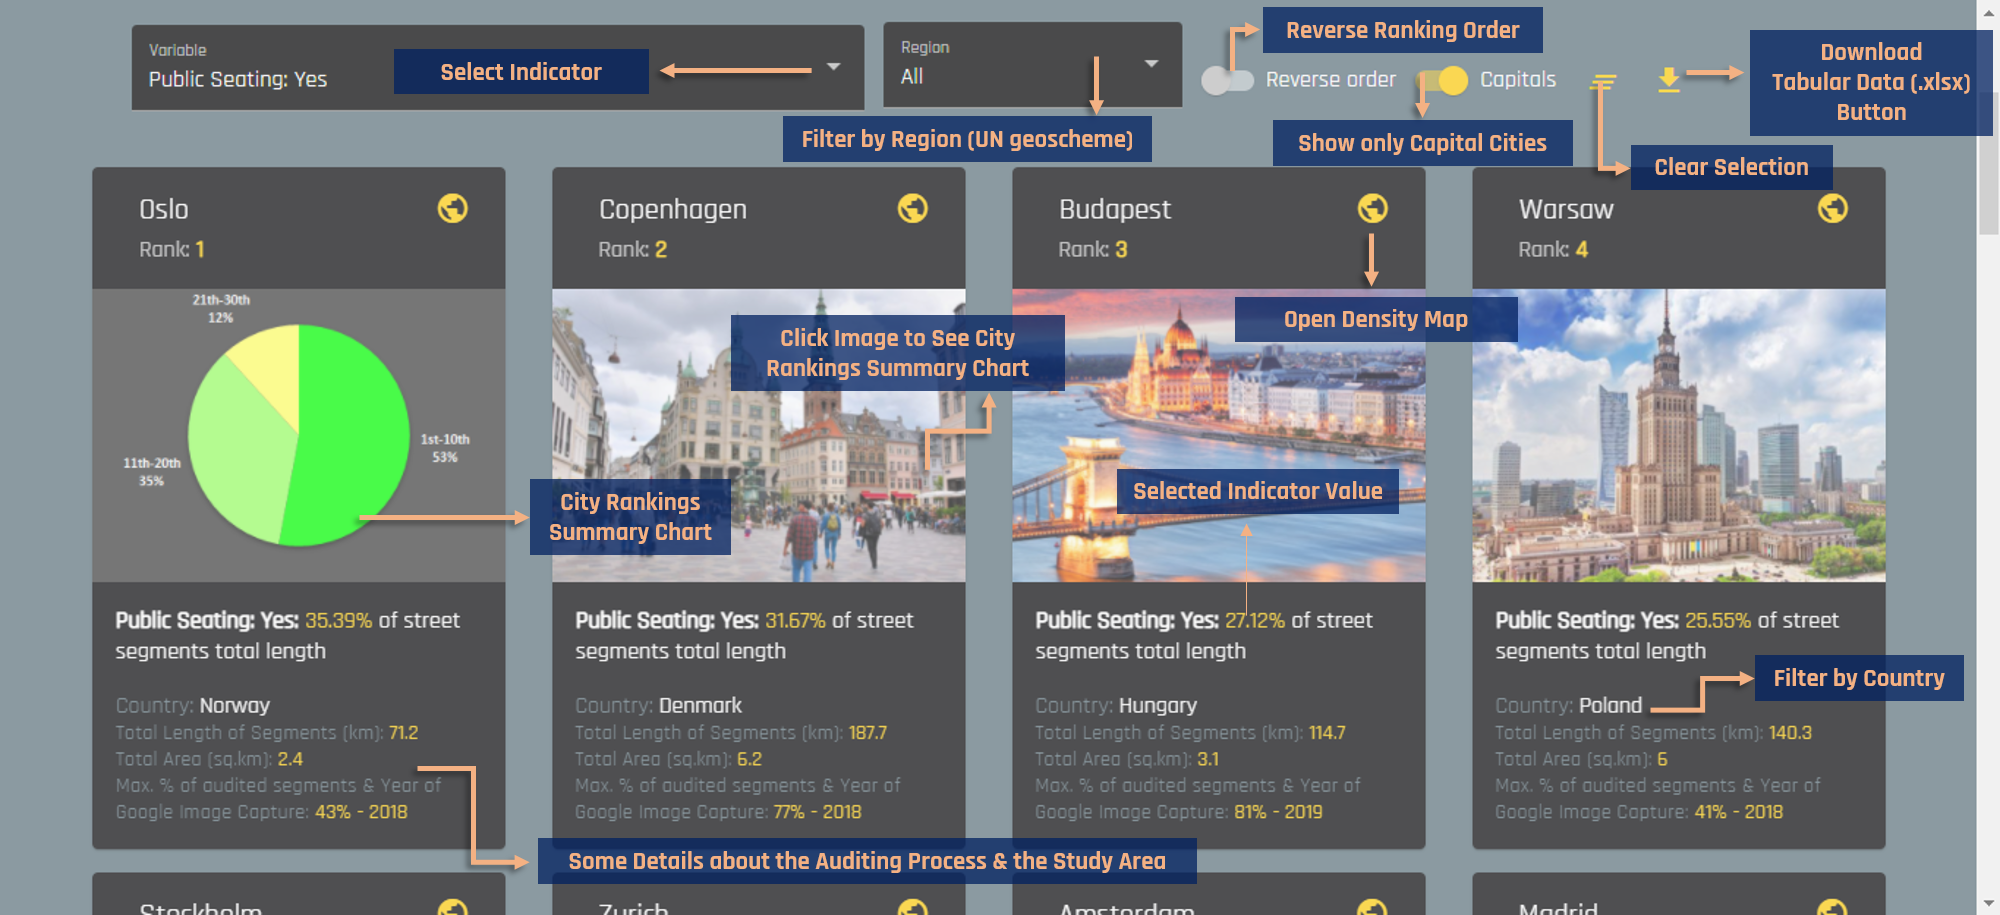 Variable
Public Seating: Yes
Select Indicator
Region
All
Filter by Region (UN geoscheme)
Reverse Ranking Order
Reverse order
Capitals
Show only Capital Cities
Download
Tabular Data (.xlsx)
Button
Clear Selection
Oslo
Rank: 1
21th-30th
12%
1st-10th
53%
11th-20th
35%
City Rankings
Summary Chart
Public Seating: Yes: 35.39% of street
segments total length
Country: Norway
Total Length of Segments (km): 71.2
Total Area (sq.km): 2.4
Max. % of audited segments & Year of
Google Image Capture: 43% - 2018
Copenhagen
Rank: 2
Click Image to See City
Rankings Summary Chart
Public Seating: Yes: 31.67% of street
segments total length
Country: Denmark
Total Length of Segments (km): 187.7
Total Area (sq.km): 6.2
Max. % of audited segments & Year of
Google Image Capture: 77% - 2018
Budapest
Rank: 3
Open Density Map
Selected Indicator Value
Public Seating: Yes: 27.12% of street
segments total length
Country: Hungary
Total Length of Segments (km): 114.7
Total Area (sq.km): 3.1
Max. % of audited segments & Year of
Google Image Capture: 81% - 2019
Warsaw
Rank: 4
Public Seating: Yes: 25.55% of street
segments total length
Filter by Country
Country: Poland
Total Length of Segments (km): 140.3
Total Area (sq.km): 6
Max. % of audited segments & Year of
Google Image Capture: 41% - 2018
Some Details about the Auditing Process & the Study Area
Stockholm
Zurich
Amsterdam
Madrid